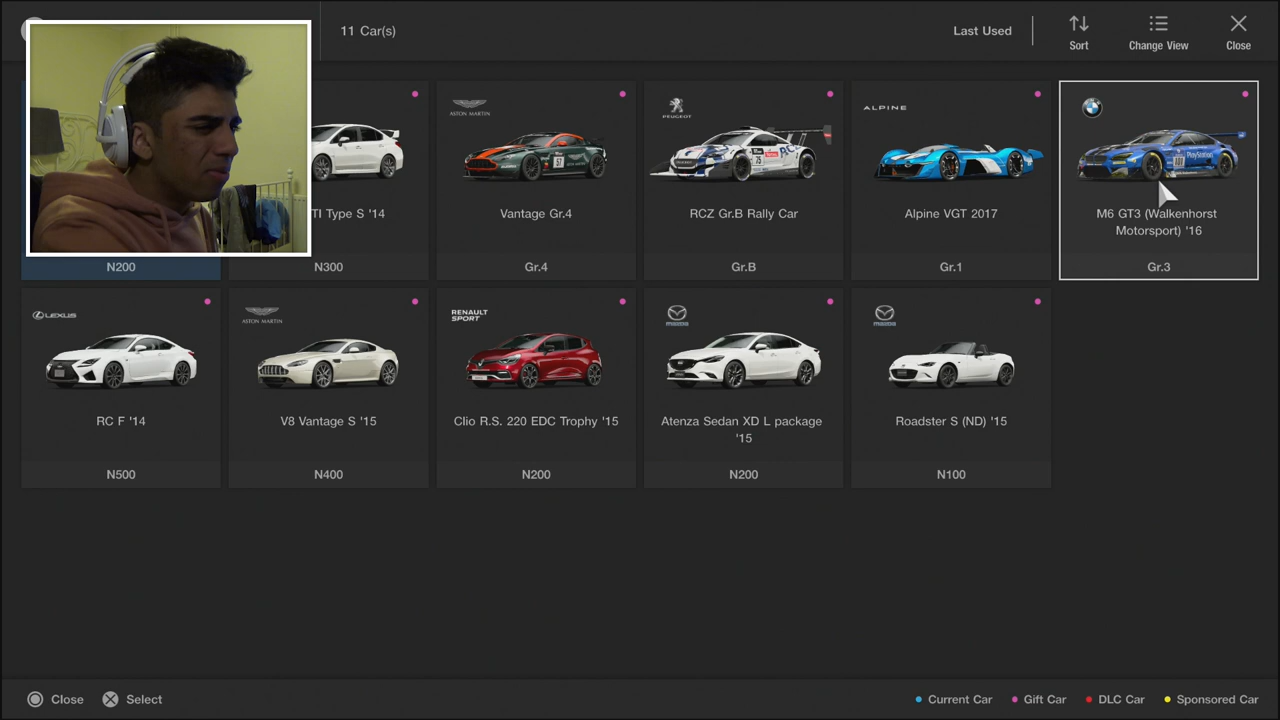 11 Car(s)
Last Used
Sort
Change View
Close
TI Type S '14
N200
N300
ASTON MARTIN
Vantage Gr.4
Gr.4
PEUGEOT
RCZ Gr.B Rally Car
Gr.B
ALPINE
Alpine VGT 2017
Gr.1
PlayStation
M6 GT3 (Walkenhorst
Motorsport) '16
Gr.3
LEXUS
RC F '14
N500
ASTON MARTIN
V8 Vantage S '15
N400
RENAULT
SPORT
Clio R.S. 220 EDC Trophy '15
N200
Atenza Sedan XD L package
'15
N200
Roadster S (ND) '15
N100
Close
Select
Current Car
Gift Car
DLC Car
Sponsored Car